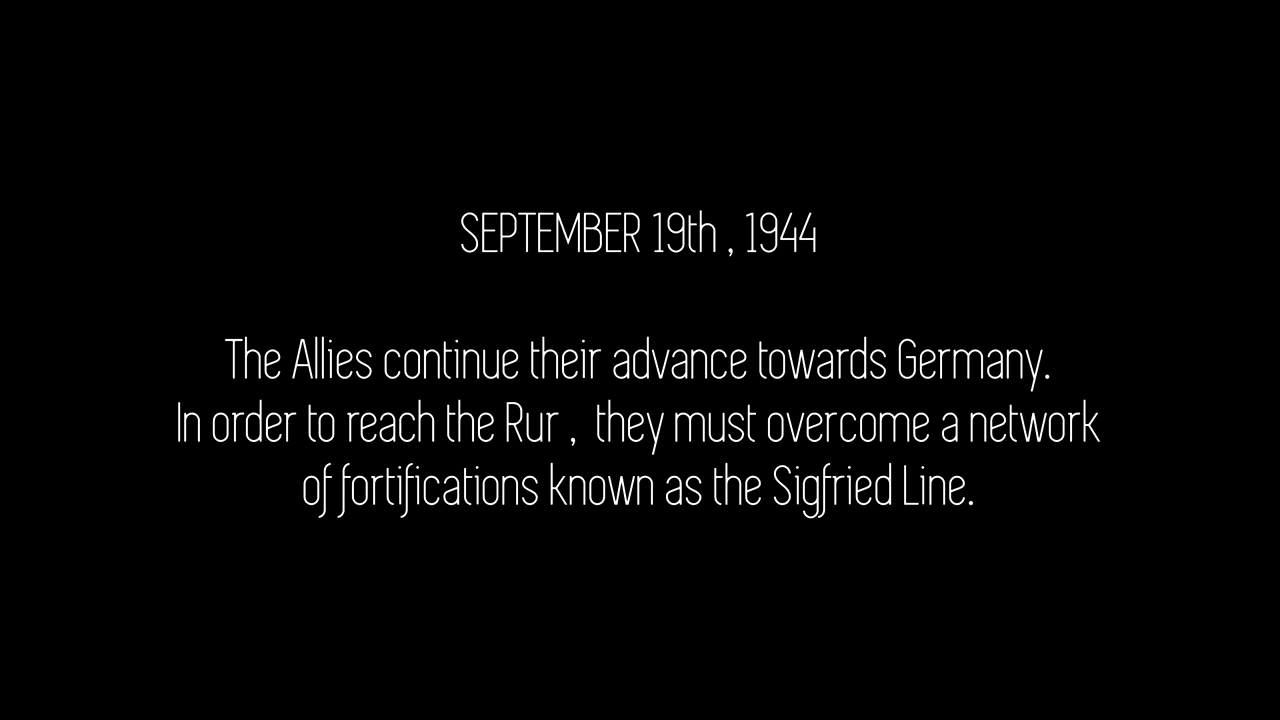 SEPTEMBER 19th , 1944
The Allies continue their advance towards Germany.
In order to reach the Rur , they must overcome a network
of fortifications known as the Sigfried Line.